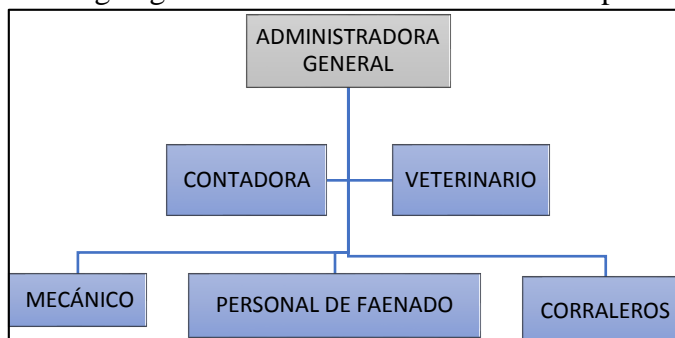 ADMINISTRADORA
GENERAL
CONTADORA
VETERINARIO
MECÁNICO
PERSONAL DE FAENADO
CORRALEROS